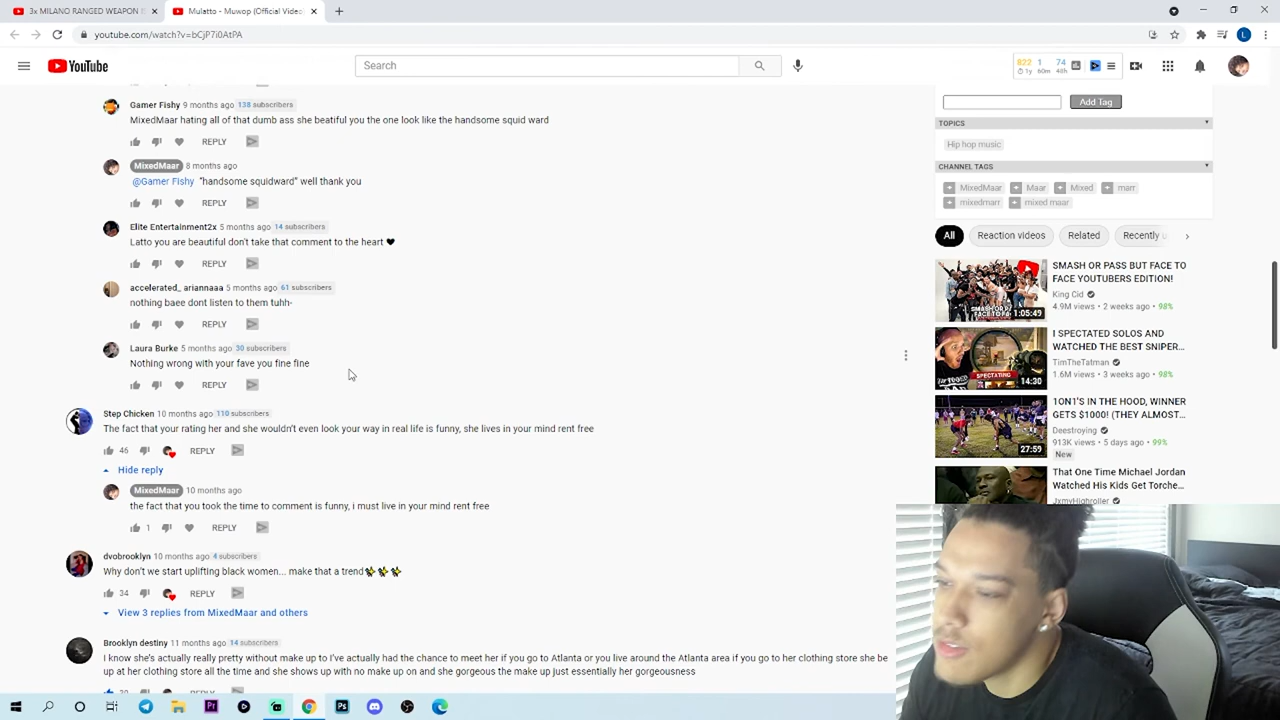 3x MILANO RANGED WEAPON
Mulatto - Muwop (Official Video
youtube.com/watch?v=bCjP7i0AtPA
L
YouTube
Search
822 1 74
1y 60m 48h
Gamer Fishy 9 months ago 138 subscribers
MixedMaar hating all of that dumb ass she beatiful you the one look like the handsome squid ward
REPLY
MixedMaar 8 months ago
@Gamer Fishy "handsome squidward" well thank you
REPLY
Elite Entertainment2x 5 months ago 14 subscribers
Latto you are beautiful don't take that comment to the heart
REPLY
accelerated_ ariannaaa 5 months ago 61 subscribers
nothing baee dont listen to them tuhh-
REPLY
Laura Burke 5 months ago 30 subscribers
Nothing wrong with your fave you fine fine
REPLY
Step Chicken 10 months ago 110 subscribers
The fact that your rating her and she wouldn't even look your way in real life is funny, she lives in your mind rent free
46 REPLY
Hide reply
MixedMaar 10 months ago
the fact that you took the time to comment is funny, i must live in your mind rent free
1 REPLY
dvobrooklyn 10 months ago 4 subscribers
Why don't we start uplifting black women... make that a trend
34 REPLY
View 3 replies from MixedMaar and others
Brooklyn destiny 11 months ago 14 subscribers
I know she's actually really pretty without make up to I've actually had the chance to meet her if you go to Atlanta or you live around the Atlanta area if you go to her clothing store she be
up at her clothing store all the time and she shows up with no make up on and she gorgeous the make up just essentially her gorgeousness
Add Tag
TOPICS
Hip hop music
CHANNEL TAGS
MixedMaar Maar Mixed marr
mixedmarr mixed maar
All Reaction videos Related Recently
SMASH OR PASS BUT FACE TO
FACE YOUTUBERS EDITION!
King Cid
4.9M views • 2 weeks ago • 98%
1:05:49
I SPECTATED SOLOS AND
WATCHED THE BEST SNIPER...
TimTheTatman
1.6M views • 3 weeks ago • 98%
SPECTATING
14:30
1ON1'S IN THE HOOD, WINNER
GETS $1000! (THEY ALMOST...
Deestroying
913K views • 5 days ago • 99%
New
27:59
That One Time Michael Jordan
Watched His Kids Get Torche...
JxmyHighroller